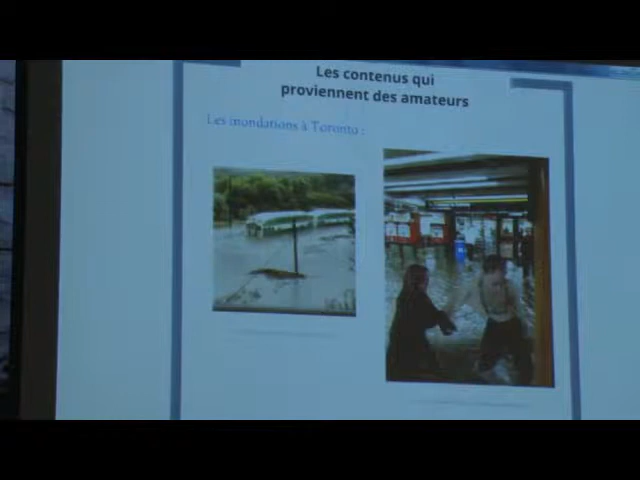 Les contenus qui
proviennent des amateurs
Les inondations à Toronto :